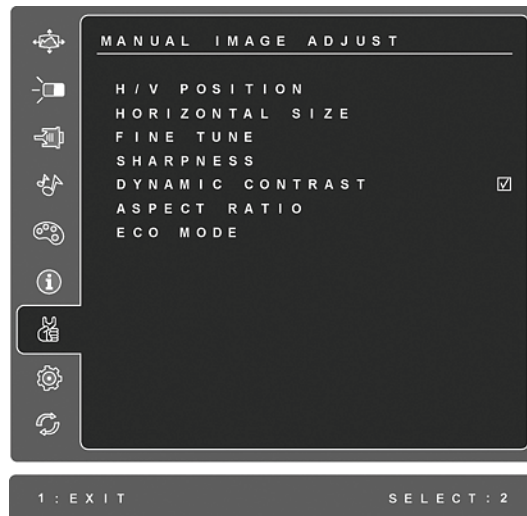 MANUAL IMAGE ADJUST
H/V POSITION
HORIZONTAL SIZE
FINE TUNE
SHARPNESS
DYNAMIC CONTRAST ☑
ASPECT RATIO
ECO MODE
1:EXIT SELECT:2